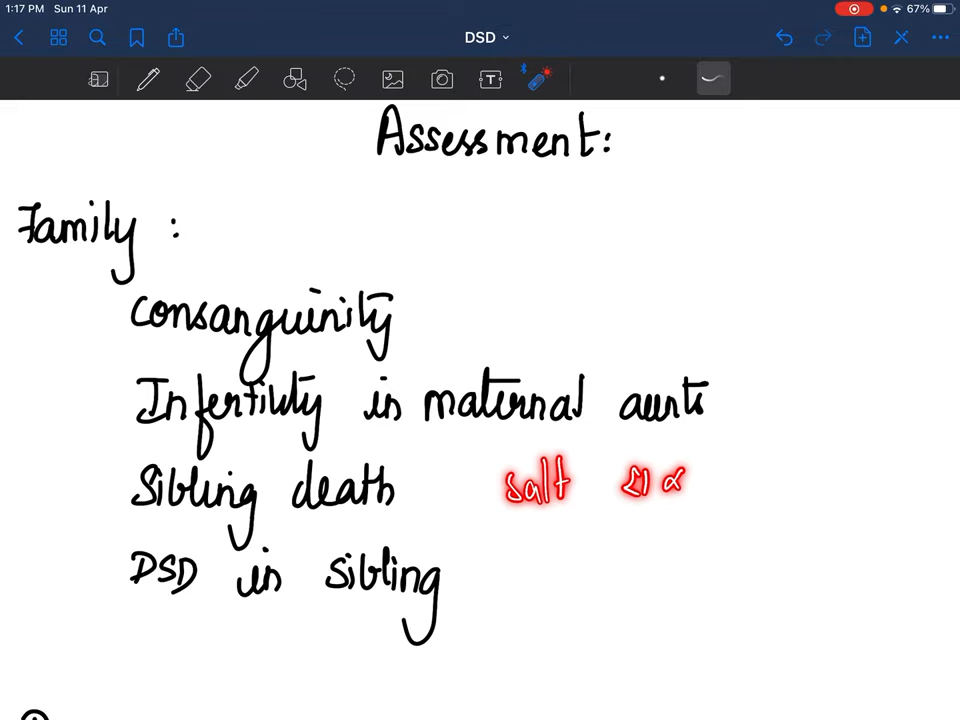 1:17 PM Sun 11 Apr 67%
DSD
T
Assessment:
Family :
Consanguinity
Infertility in maternal aunts
Sibling death salt
DSD in sibling